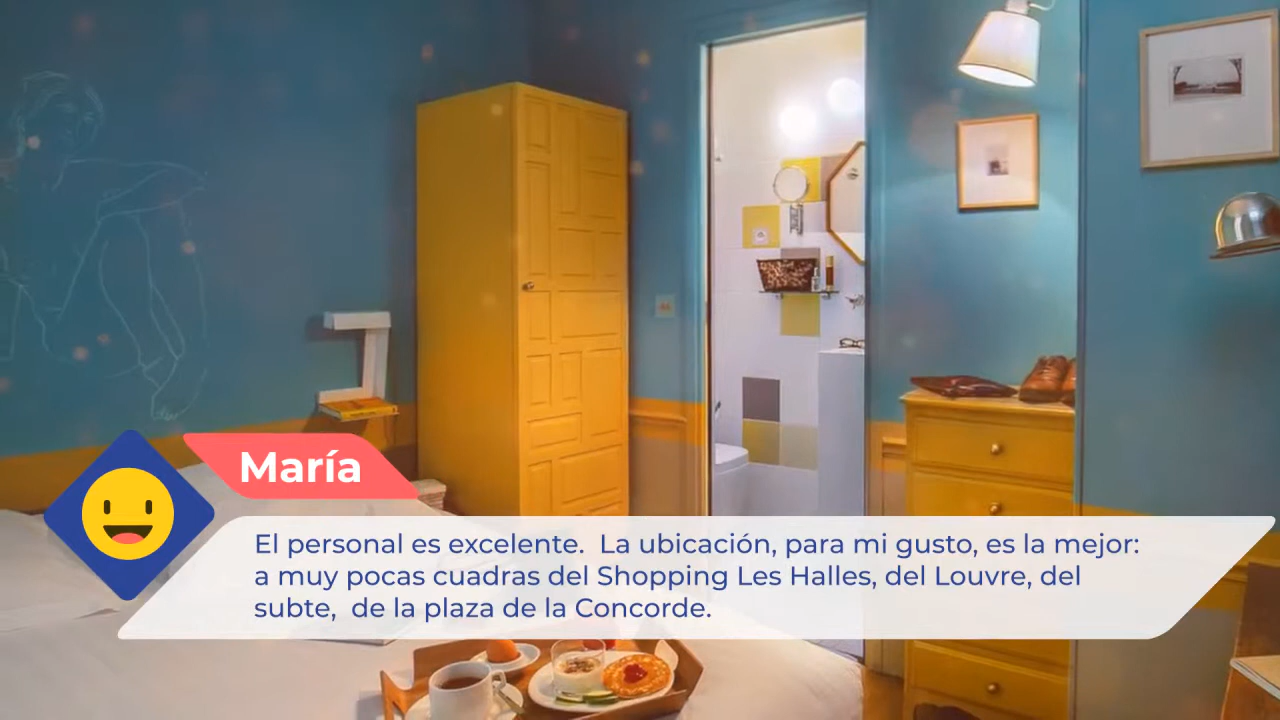 María
El personal es excelente.  La ubicación, para mi gusto, es la mejor:
a muy pocas cuadras del Shopping Les Halles, del Louvre, del
subte,  de la plaza de la Concorde.